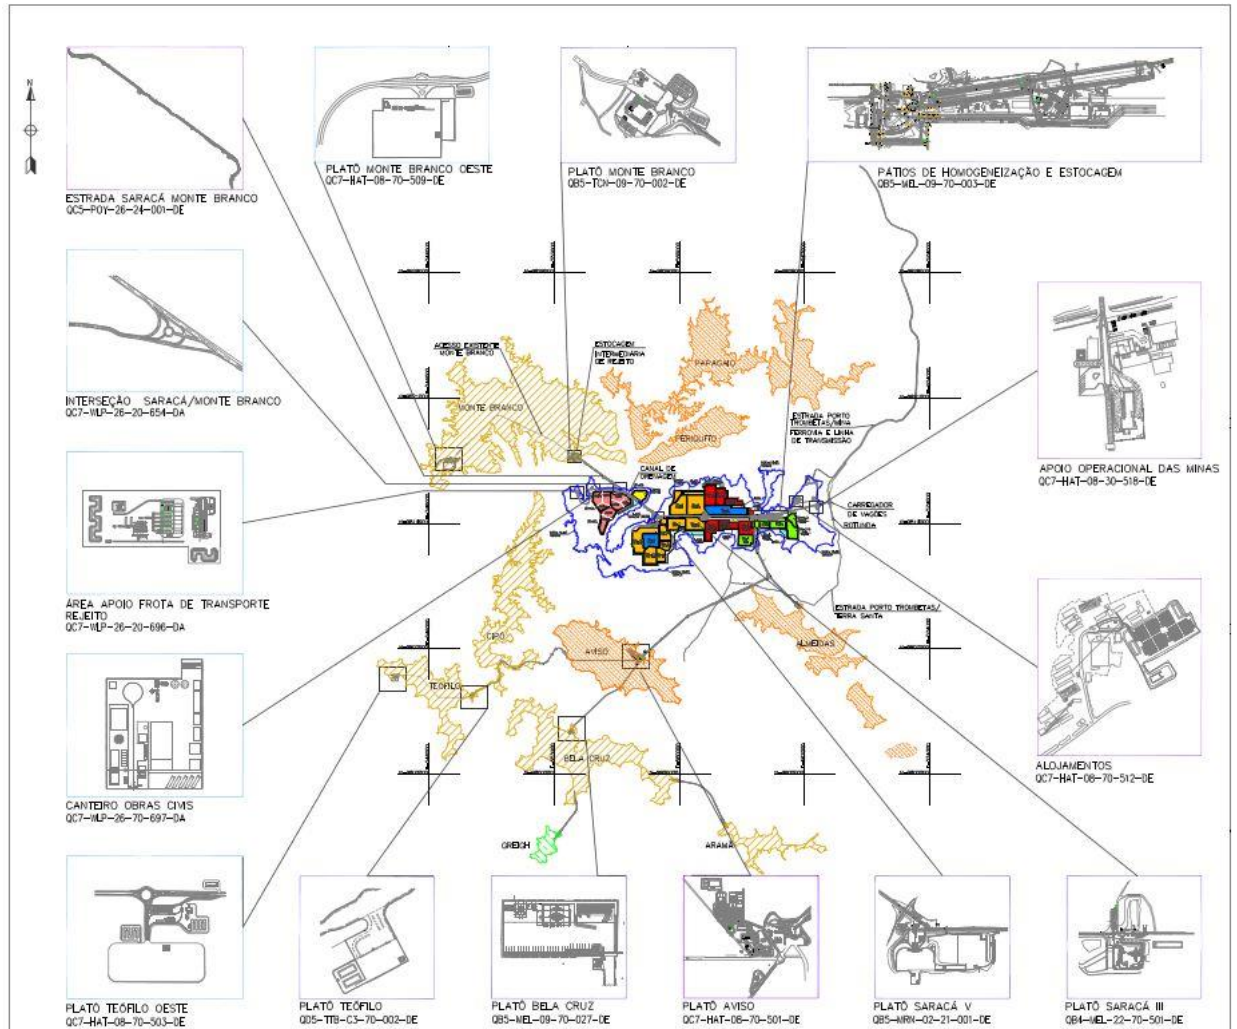 N
ESTRADA SARACÁ MONTE BRANCO
QC5-POY-26-24-001-DE
PLATÔ MONTE BRANCO OESTE
QC7-HAT-08-70-509-DE
PLATÔ MONTE BRANCO
QB5-TCN-09-70-002-DE
PÁTIOS DE HOMOGENEIZAÇÃO E ESTOCAGEM
QB5-MEL-09-70-003-DE
INTERSEÇÃO SARACÁ/MONTE BRANCO
QC7-WLP-26-20-654-DA
ACESSO EXISTENTE
MONTE BRANCO
ESTOCAGEM
INTERMEDIÁRIA
DE REJEITO
PAPAGAIO
MONTE BRANCO
PERIQUITO
ESTRADA PORTO
TROMBETAS/MINA
FERROVIA E LINHA
DE TRANSMISSÃO
APOIO OPERACIONAL DAS MINAS
QC7-HAT-08-30-518-DE
CANAL DE
DRENAGEM
CARREGADOR
DE VAGÕES
ROTUNDA
ÁREA APOIO FROTA DE TRANSPORTE
REJEITO
QC7-WLP-26-20-696-DA
ESTRADA PORTO TROMBETAS/
TERRA SANTA
CIPÓ
AVISO
ALMEIDAS
TEÓFILO
BELA CRUZ
ALOJAMENTOS
QC7-HAT-08-70-512-DE
CANTEIRO OBRAS CIVIS
QC7-WLP-26-70-697-DA
GREIGH
ARAMÃ
PLATÔ TEÓFILO OESTE
QC7-HAT-08-70-503-DE
PLATÔ TEÓFILO
QD5-TTB-C3-70-002-DE
PLATÔ BELA CRUZ
QB5-MEL-09-70-027-DE
PLATÔ AVISO
QC7-HAT-08-70-501-DE
PLATÔ SARACÁ V
QB5-MRN-02-21-001-DE
PLATÔ SARACÁ III
QB4-MEL-22-70-501-DE